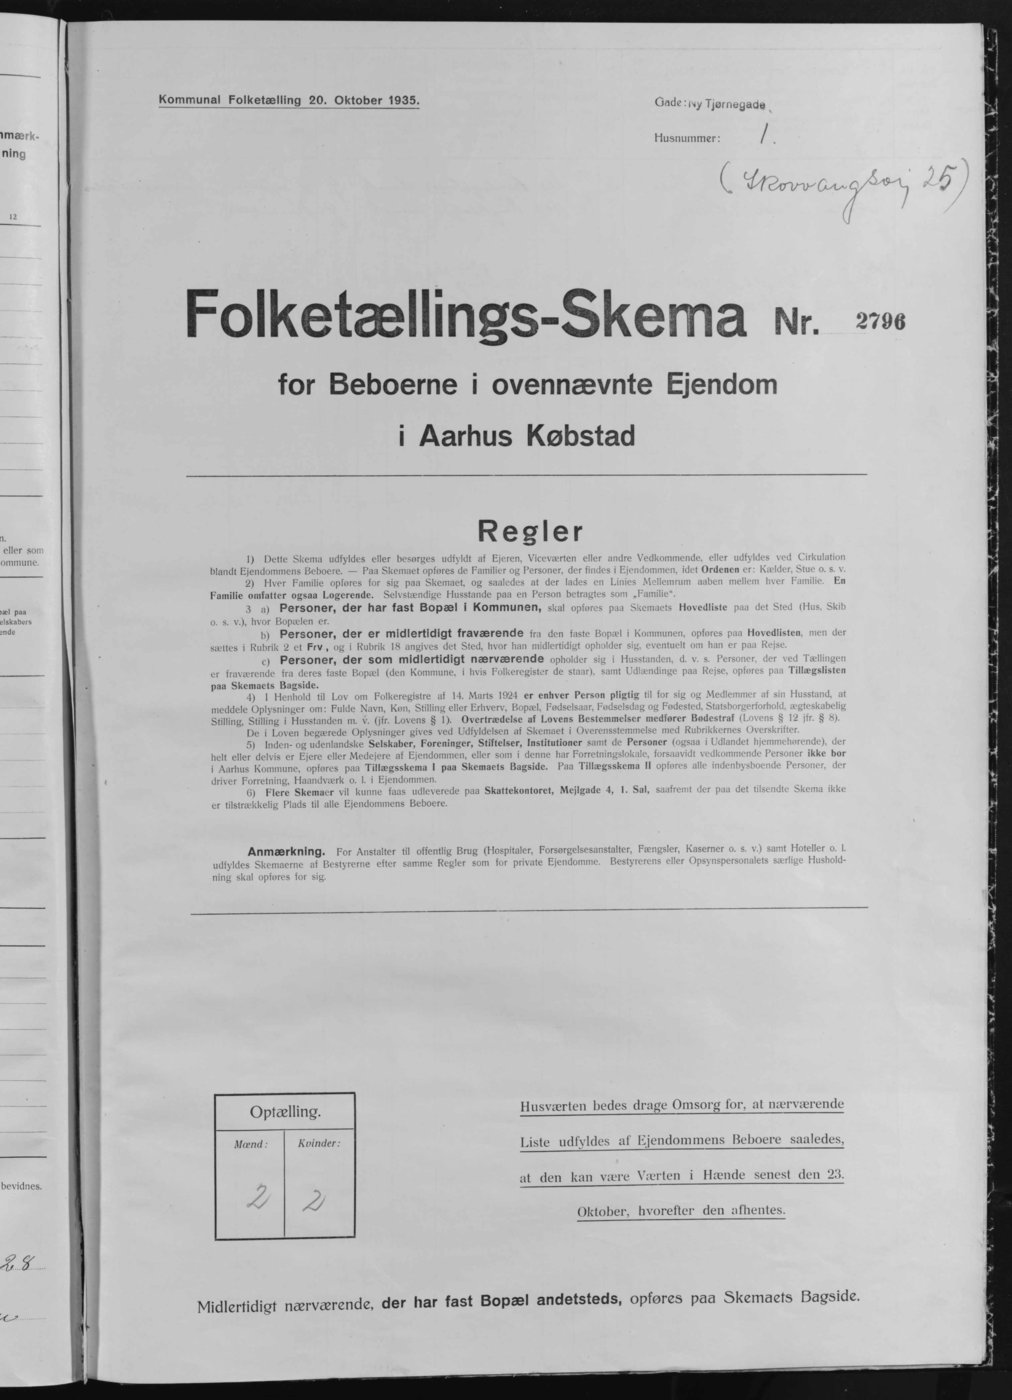 nmærk-
ning
12
n.
eller som
ommune.
pæl paa
elskabers
ende
bevidnes.
28
Kommunal Folketælling 20. Oktober 1935.
Gade: Ny Tjørnegade
Husnummer: 1.
(Skovvangsvej 25)
Folketællings-Skema Nr. 2796
for Beboerne i ovennævnte Ejendom
i Aarhus Købstad
Regler
1) Dette Skema udfyldes eller besørges udfyldt af Ejeren, Viceværten eller andre Vedkommende, eller udfyldes ved Cirkulation
blandt Ejendommens Beboere. — Paa Skemaet opføres de Familier og Personer, der findes i Ejendommen, idet Ordenen er: Kælder, Stue o. s. v.
2) Hver Familie opføres for sig paa Skemaet, og saaledes at der lades en Linies Mellemrum aaben mellem hver Familie. En
Familie omfatter ogsaa Logerende. Selvstændige Husstande paa en Person betragtes som „Familie“.
3 a) Personer, der har fast Bopæl i Kommunen, skal opføres paa Skemaets Hovedliste paa det Sted (Hus, Skib
o. s. v.), hvor Bopælen er.
b) Personer, der er midlertidigt fraværende fra den faste Bopæl i Kommunen, opføres paa Hovedlisten, men der
sættes i Rubrik 2 et Frv., og i Rubrik 18 angives det Sted, hvor han midlertidigt opholder sig, eventuelt om han er paa Rejse.
c) Personer, der som midlertidigt nærværende opholder sig i Husstanden, d. v. s. Personer, der ved Tællingen
er fraværende fra deres faste Bopæl (den Kommune, i hvis Folkeregister de staar), samt Udlændinge paa Rejse, opføres paa Tillægslisten
paa Skemaets Bagside.
4) I Henhold til Lov om Folkeregistre af 14. Marts 1924 er enhver Person pligtig til for sig og Medlemmer af sin Husstand, at
meddele Oplysninger om: Fulde Navn, Køn, Stilling eller Erhverv, Bopæl, Fødselsaar, Fødselsdag og Fødested, Statsborgerforhold, ægteskabelig
Stilling, Stilling i Husstanden m. v. (jfr. Lovens § 1). Overtrædelse af Lovens Bestemmelser medfører Bødestraf (Lovens § 12 jfr. § 8).
De i Loven begærede Oplysninger gives ved Udfyldelsen af Skemaet i Overensstemmelse med Rubrikkernes Overskrifter.
5) Inden- og udenlandske Selskaber, Foreninger, Stiftelser, Institutioner samt de Personer (ogsaa i Udlandet hjemmehørende), der
helt eller delvis er Ejere eller Medejere af Ejendommen, eller som i denne har Forretningslokale, forsaavidt vedkommende Personer ikke bor
i Aarhus Kommune, opføres paa Tillægsskema I paa Skemaets Bagside. Paa Tillægsskema II opføres alle indenbysboende Personer, der
driver Forretning, Haandværk o. l. i Ejendommen.
6) Flere Skemaer vil kunne faas udleverede paa Skattekontoret, Mejlgade 4, 1. Sal, saafremt der paa det tilsendte Skema ikke
er tilstrækkelig Plads til alle Ejendommens Beboere.
Anmærkning. For Anstalter til offentlig Brug (Hospitaler, Forsørgelsesanstalter, Fængsler, Kaserner o. s. v.) samt Hoteller o. l.
udfyldes Skemaerne af Bestyrerne efter samme Regler som for private Ejendomme. Bestyrerens eller Opsynspersonalets særlige Hushold-
ning skal opføres for sig.
Optælling.
Mænd: Kvinder:
2 2
Husværten bedes drage Omsorg for, at nærværende
Liste udfyldes af Ejendommens Beboere saaledes,
at den kan være Værten i Hænde senest den 23.
Oktober, hvorefter den afhentes.
Midlertidigt nærværende, der har fast Bopæl andetsteds, opføres paa Skemaets Bagside.